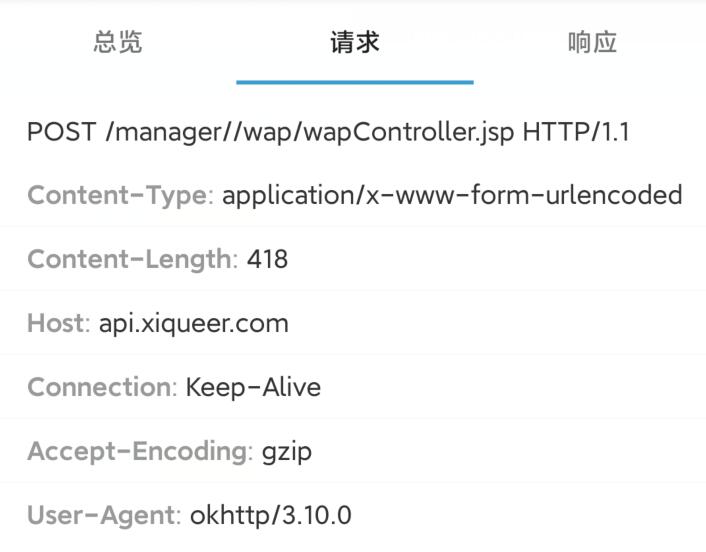 总览 请求 响应
POST /manager//wap/wapController.jsp HTTP/1.1
Content-Type: application/x-www-form-urlencoded
Content-Length: 418
Host: api.xiqueer.com
Connection: Keep-Alive
Accept-Encoding: gzip
User-Agent: okhttp/3.10.0